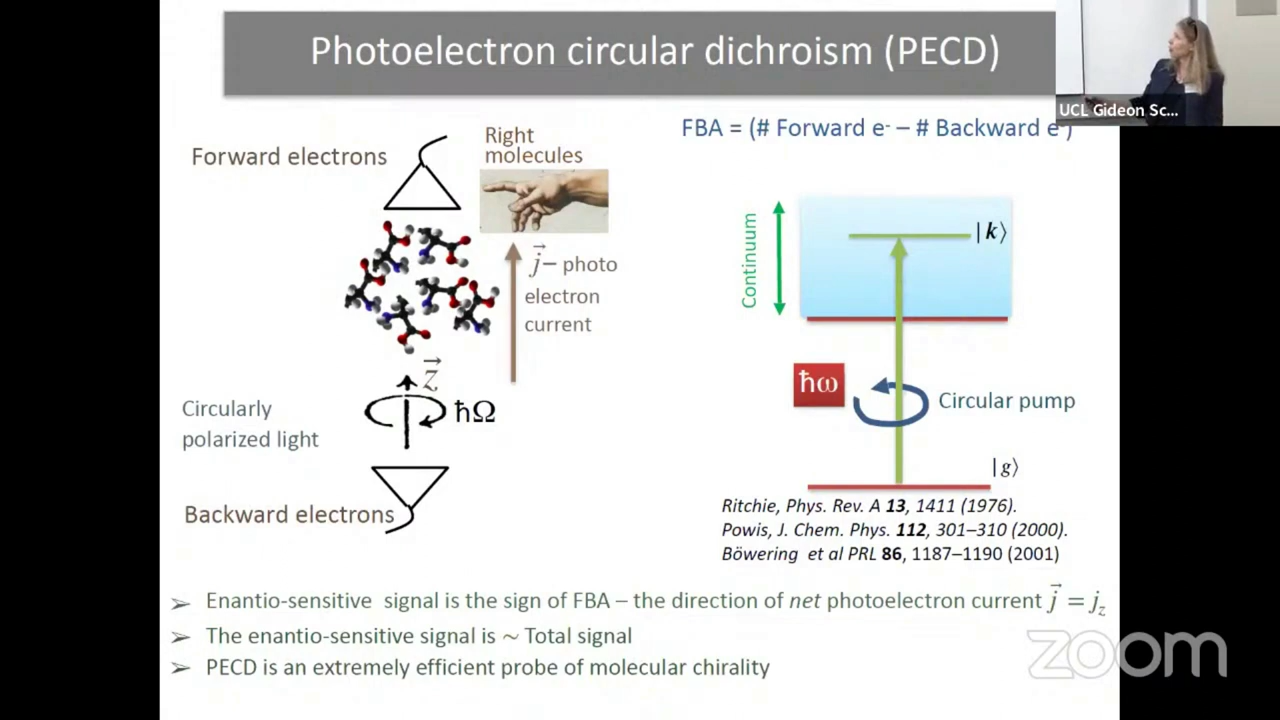 Photoelectron circular dichroism (PECD)
UCL Gideon Sc...
FBA = (# Forward e⁻ – # Backward e⁻)
Forward electrons
Right
molecules
j⃗ – photo
electron
current
z⃗
Circularly
polarized light
ħΩ
Backward electrons
Continuum
|k⟩
ħω
Circular pump
|g⟩
Ritchie, Phys. Rev. A 13, 1411 (1976).
Powis, J. Chem. Phys. 112, 301–310 (2000).
Böwering et al PRL 86, 1187–1190 (2001)
➢ Enantio-sensitive signal is the sign of FBA – the direction of net photoelectron current j⃗ = j_z
➢ The enantio-sensitive signal is ~ Total signal
➢ PECD is an extremely efficient probe of molecular chirality
zoom